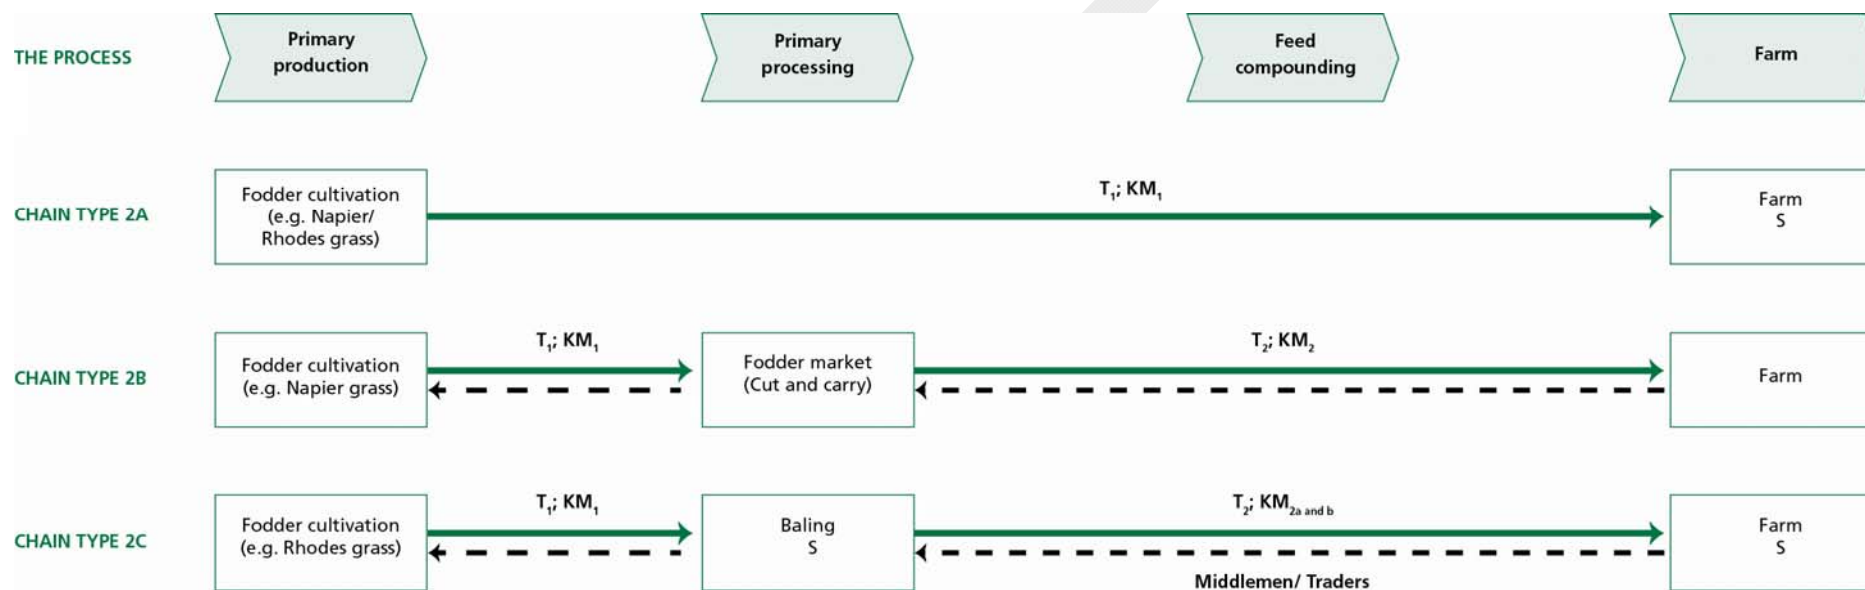 THE PROCESS
Primary
production
Primary
processing
Feed
compounding
Farm
CHAIN TYPE 2A
Fodder cultivation
(e.g. Napier/
Rhodes grass)
T1; KM1
Farm
S
CHAIN TYPE 2B
Fodder cultivation
(e.g. Napier grass)
T1; KM1
Fodder market
(Cut and carry)
T2; KM2
Farm
CHAIN TYPE 2C
Fodder cultivation
(e.g. Rhodes grass)
T1; KM1
Baling
S
T2; KM2a and b
Middlemen/ Traders
Farm
S